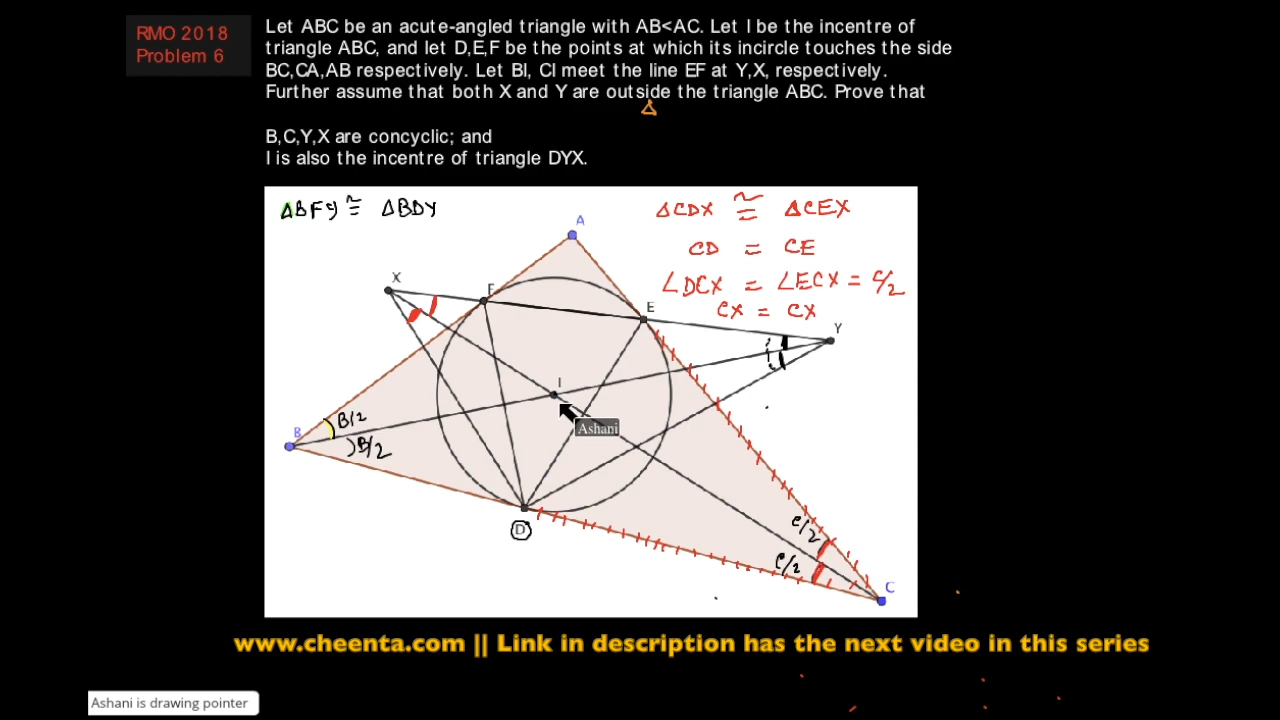 RMO 2018
Problem 6
Let ABC be an acute-angled triangle with AB<AC. Let I be the incentre of
triangle ABC, and let D,E,F be the points at which its incircle touches the side
BC,CA,AB respectively. Let BI, CI meet the line EF at Y,X, respectively.
Further assume that both X and Y are outside the triangle ABC. Prove that
B,C,Y,X are concyclic; and
I is also the incentre of triangle DYX.
ΔBFY ≅ ΔBDY
ΔCDX ≅ ΔCEX
CD = CE
∠DCX = ∠ECX = C/2
CX = CX
A
X
F
E
Y
I
Ashani
B
B/2
B/2
D
C/2
C/2
C
www.cheenta.com || Link in description has the next video in this series
Ashani is drawing pointer